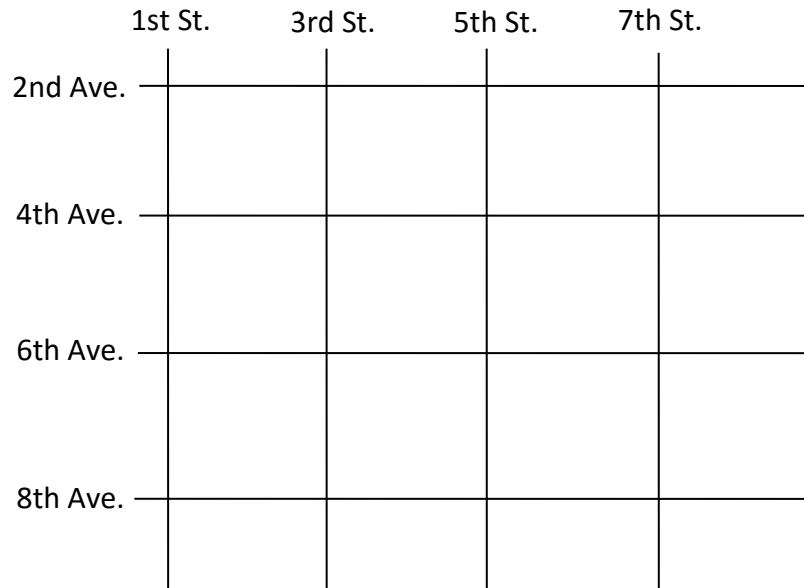 1st St.
3rd St.
5th St.
7th St.
2nd Ave.
4th Ave.
6th Ave.
8th Ave.